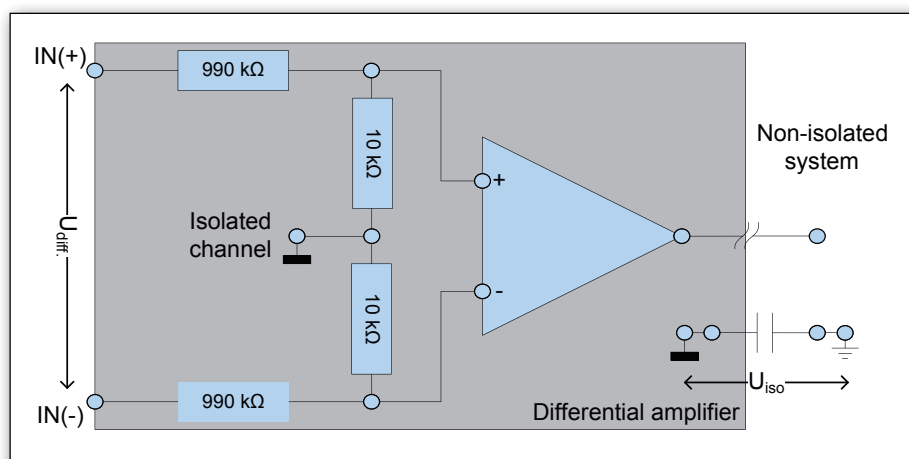 IN(+)
990 kΩ
10 kΩ
+
Non-isolated
system
Udiff.
Isolated
channel
10 kΩ
-
990 kΩ
IN(-)
Uiso
Differential amplifier